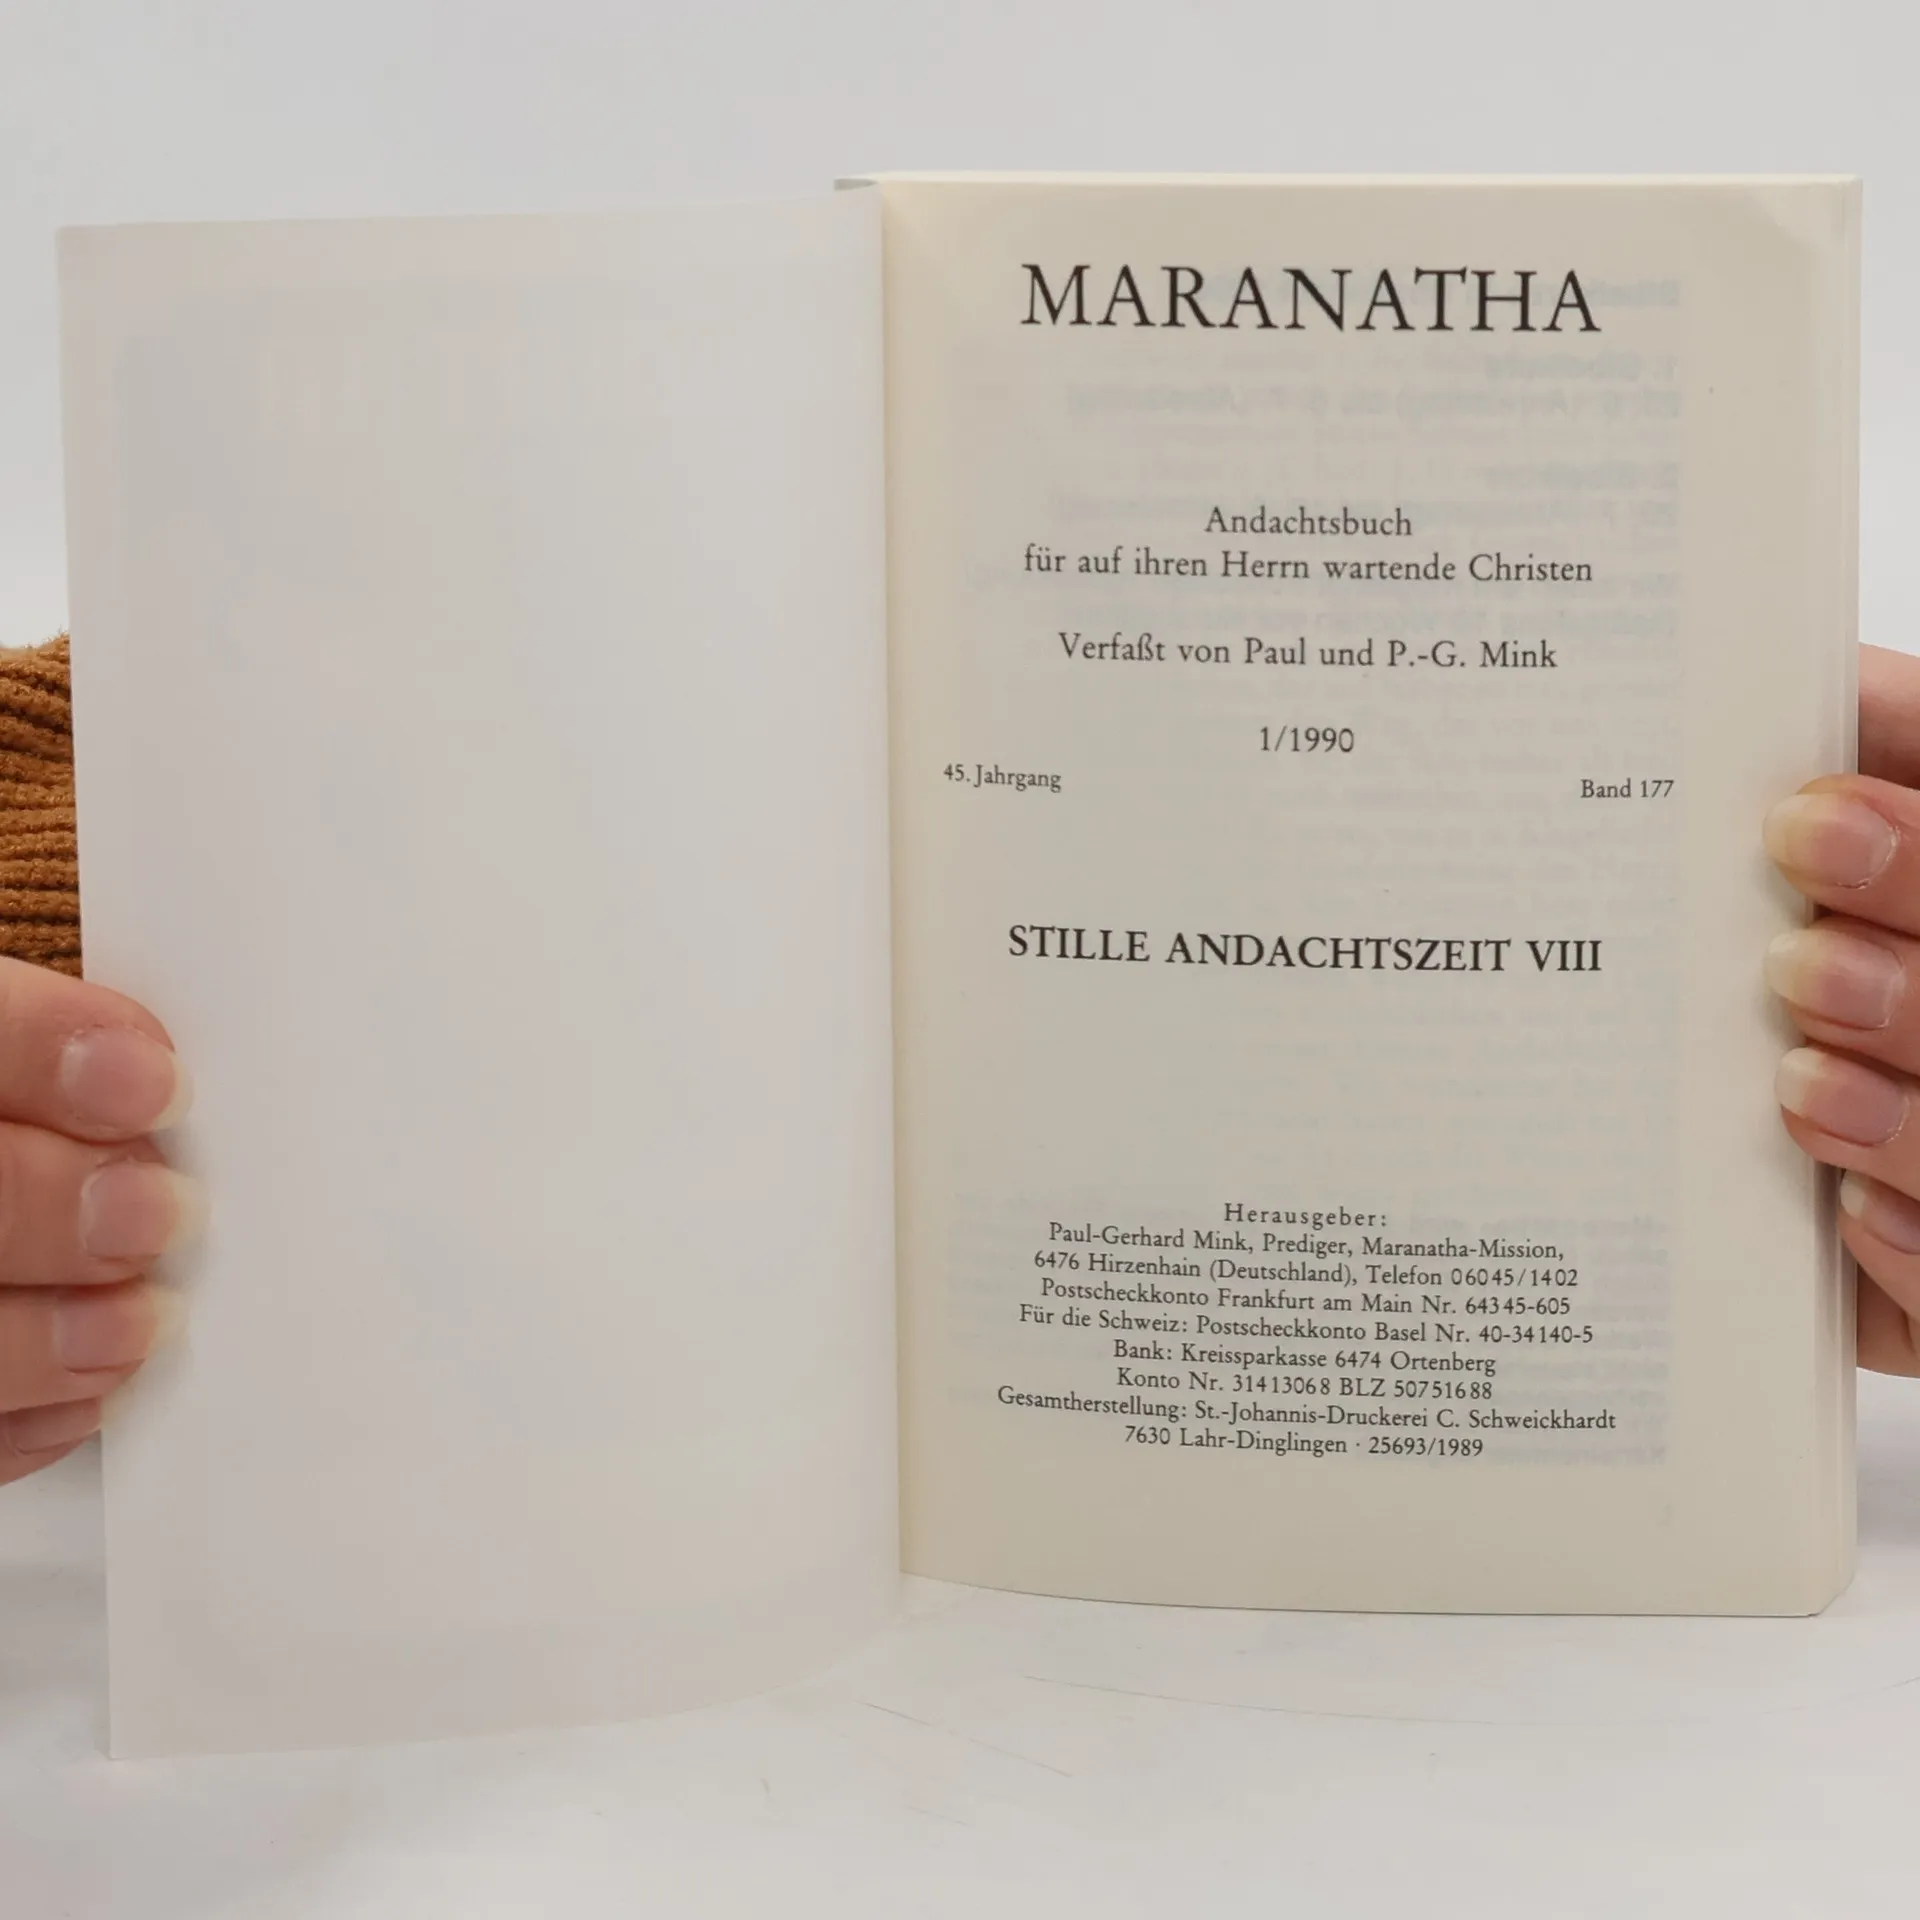 MARANATHA
Andachtsbuch
für auf ihren Herrn wartende Christen
Verfaßt von Paul und P.-G. Mink
1/1990
45. Jahrgang Band 177
STILLE ANDACHTSZEIT VIII
Herausgeber:
Paul-Gerhard Mink, Prediger, Maranatha-Mission,
6476 Hirzenhain (Deutschland), Telefon 06045/1402
Postscheckkonto Frankfurt am Main Nr. 64345-605
Für die Schweiz: Postscheckkonto Basel Nr. 40-34140-5
Bank: Kreissparkasse 6474 Ortenberg
Konto Nr. 31413068 BLZ 50751688
Gesamtherstellung: St.-Johannis-Druckerei C. Schweickhardt
7630 Lahr-Dinglingen · 25693/1989